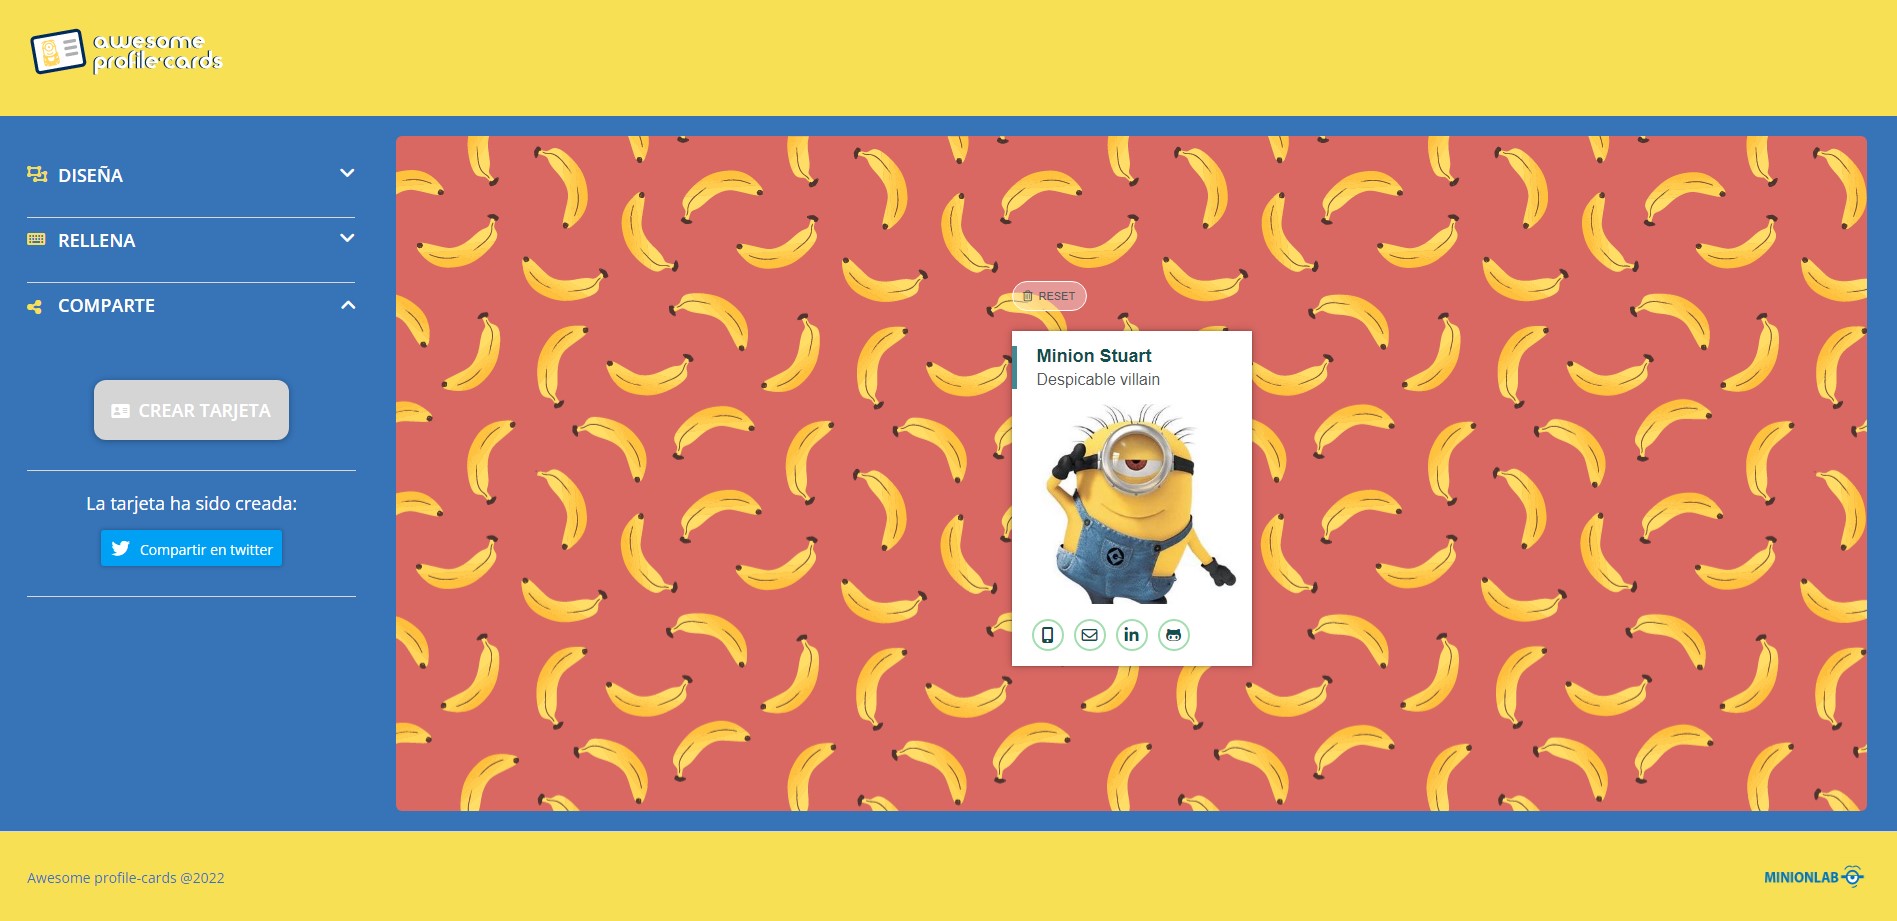 awesome
profile·cards
DISEÑA
RELLENA
COMPARTE
CREAR TARJETA
La tarjeta ha sido creada:
Compartir en twitter
RESET
Minion Stuart
Despicable villain
Awesome profile-cards @2022
MINIONLAB